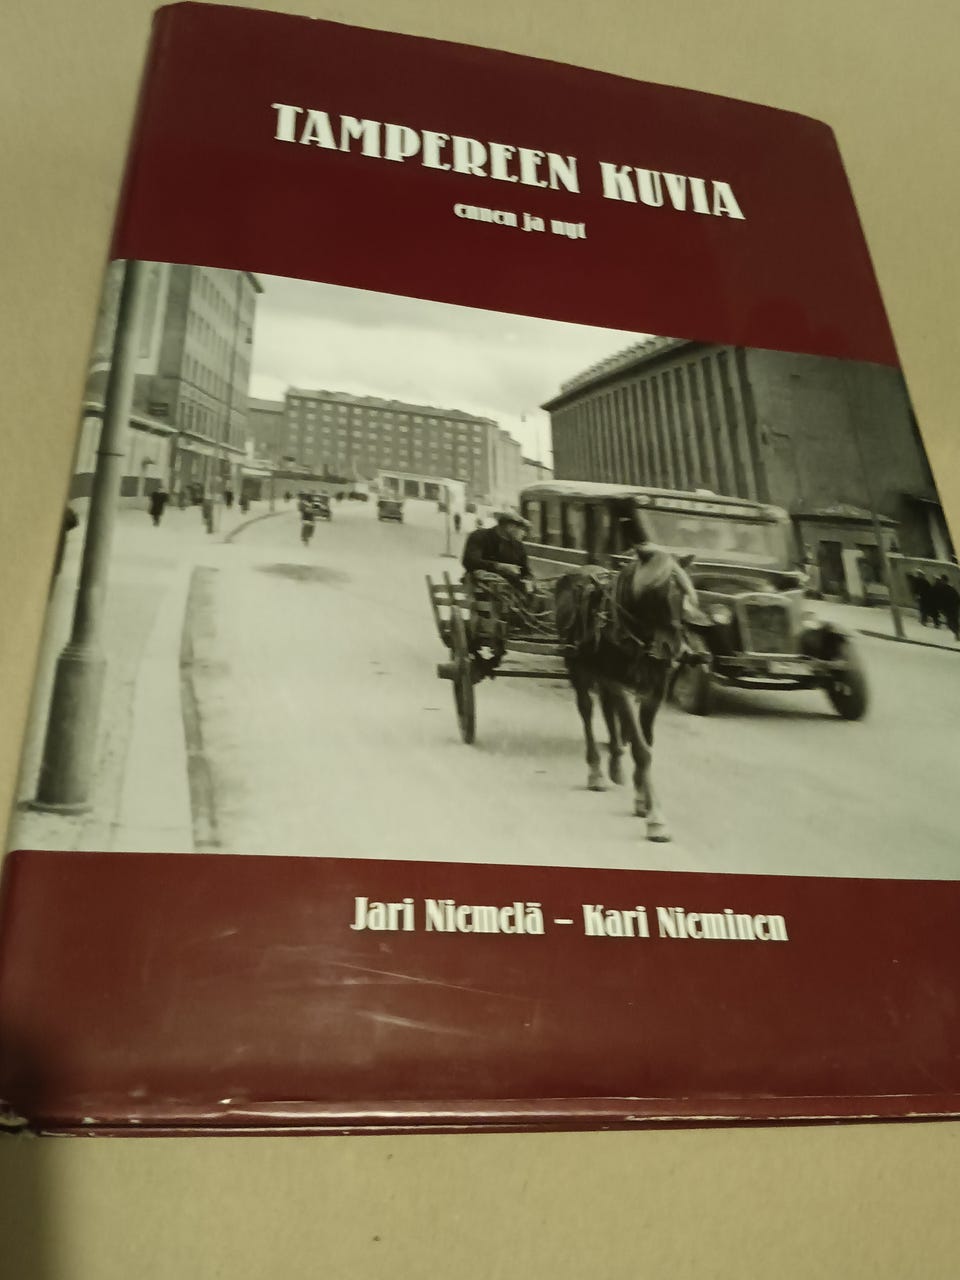 TAMPEREEN KUVIA
ennen ja nyt
Jari Niemelä – Kari Nieminen